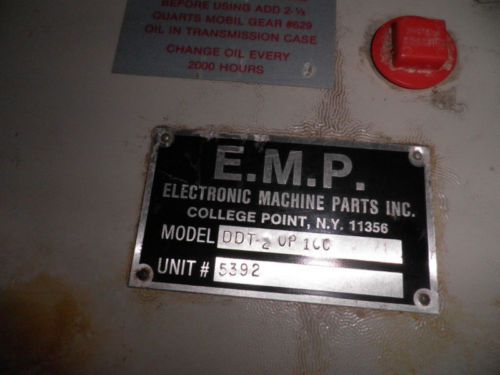 BEFORE USING ADD 2-½
QUARTS MOBIL GEAR #629
OIL IN TRANSMISSION CASE
CHANGE OIL EVERY
2000 HOURS
E.M.P.
ELECTRONIC MACHINE PARTS INC.
COLLEGE POINT, N.Y. 11356
MODEL DDT-2 OP 100
UNIT # 5392